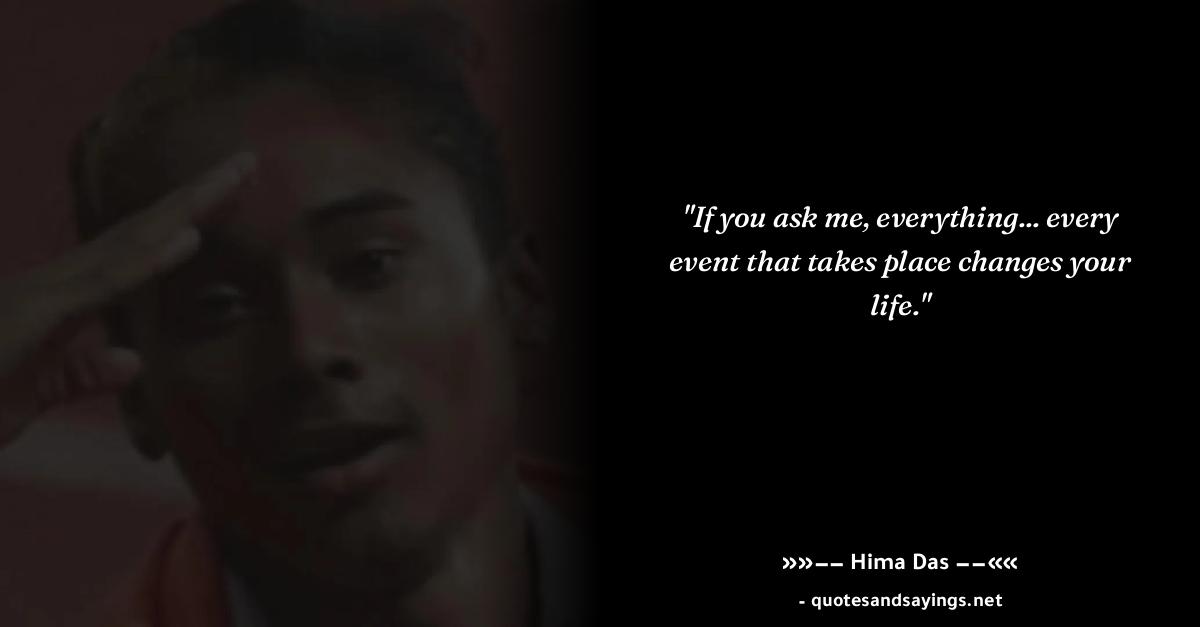 "If you ask me, everything... every
event that takes place changes your
life."
»»–– Hima Das ––««
- quotesandsayings.net